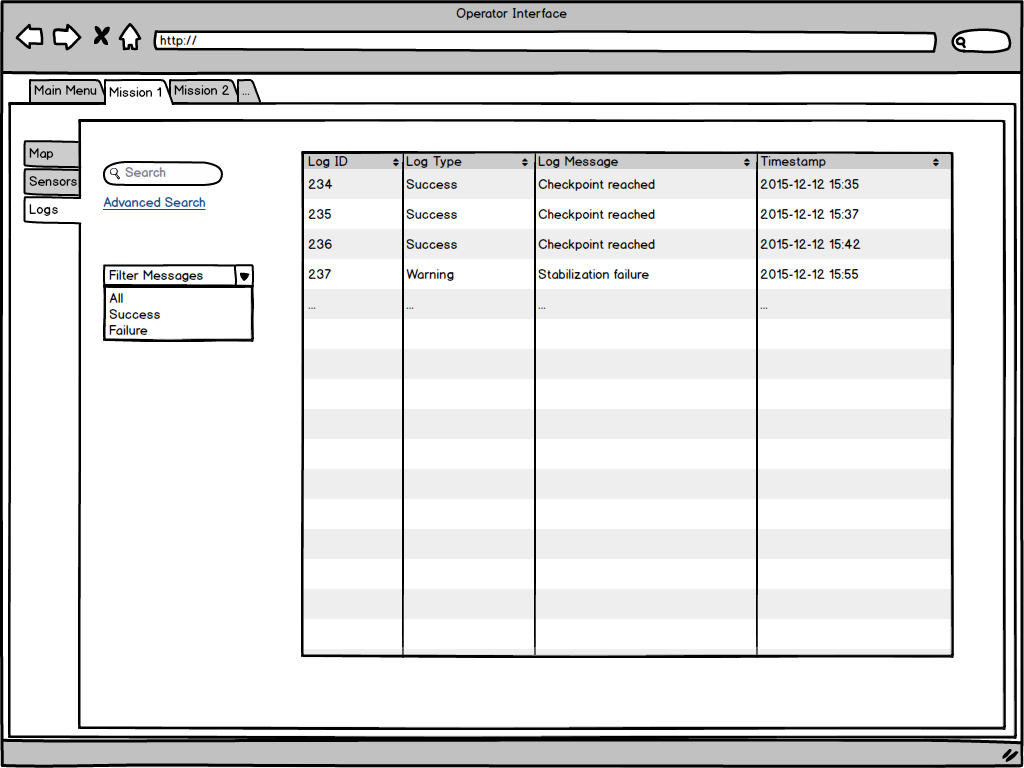 Operator Interface
http://
Main Menu Mission 1 Mission 2 ...
Map
Sensors
Logs
Search
Advanced Search
Filter Messages
All
Success
Failure
Log ID Log Type Log Message Timestamp
234 Success Checkpoint reached 2015-12-12 15:35
235 Success Checkpoint reached 2015-12-12 15:37
236 Success Checkpoint reached 2015-12-12 15:42
237 Warning Stabilization failure 2015-12-12 15:55
... ... ... ...